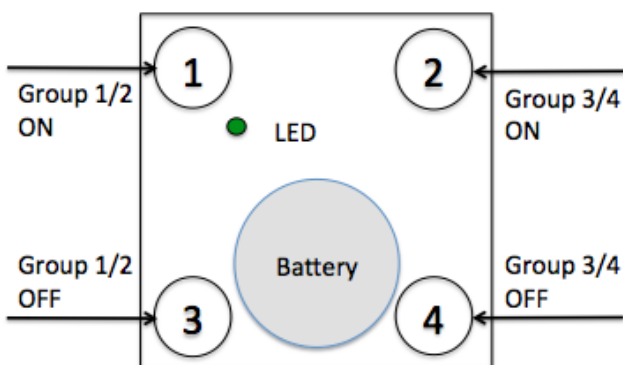 1
2
Group 1/2
ON
Group 3/4
ON
LED
Group 1/2
OFF
Battery
Group 3/4
OFF
3
4